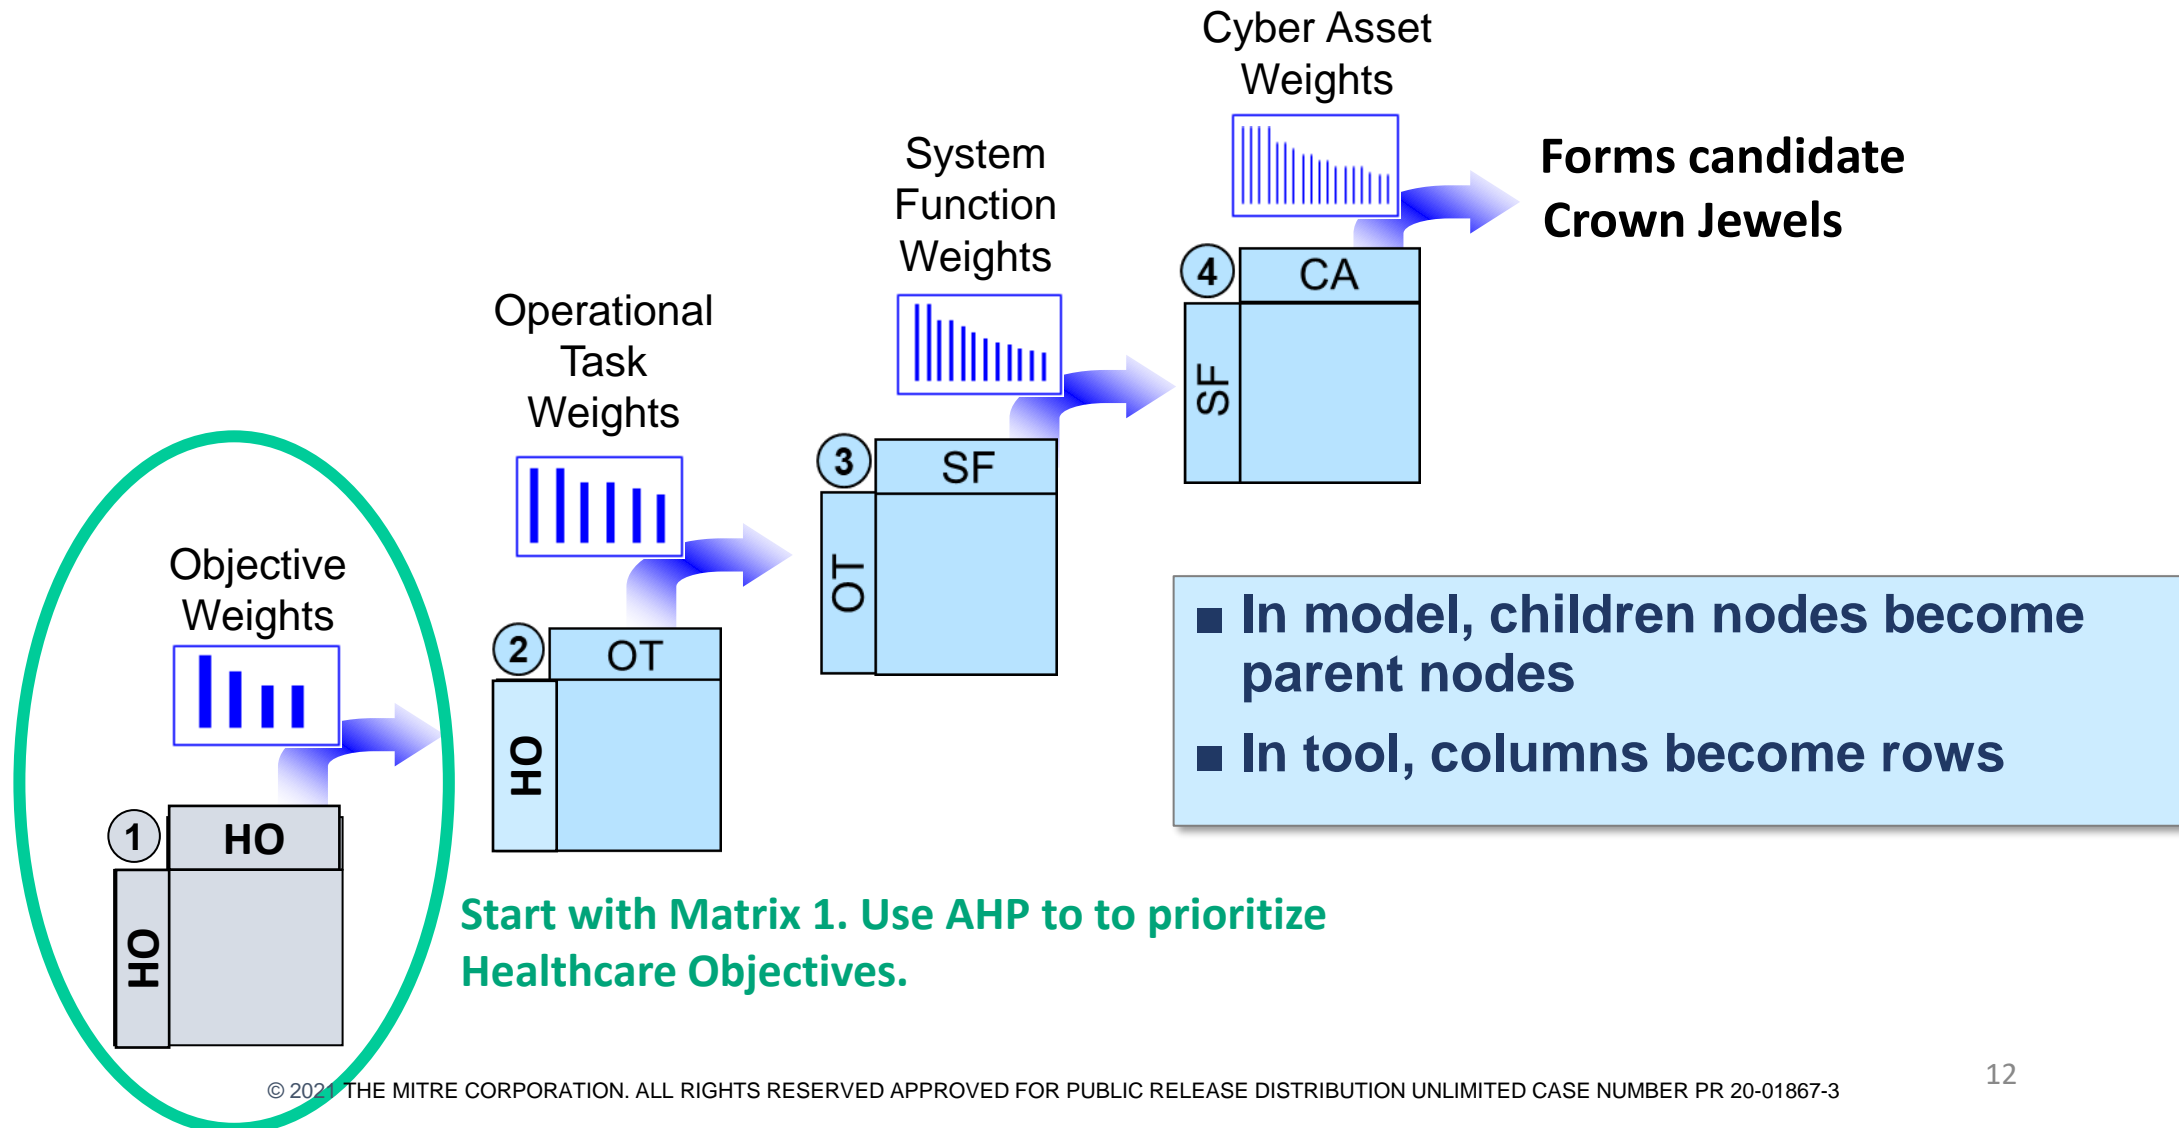 Cyber Asset
Weights
Forms candidate
Crown Jewels
System
Function
Weights
4
CA
SF
Operational
Task
Weights
3
SF
OT
Objective
Weights
2
OT
HO
■ In model, children nodes become
parent nodes
■ In tool, columns become rows
1
HO
HO
Start with Matrix 1. Use AHP to to prioritize
Healthcare Objectives.
© 2021 THE MITRE CORPORATION. ALL RIGHTS RESERVED APPROVED FOR PUBLIC RELEASE DISTRIBUTION UNLIMITED CASE NUMBER PR 20-01867-3
12